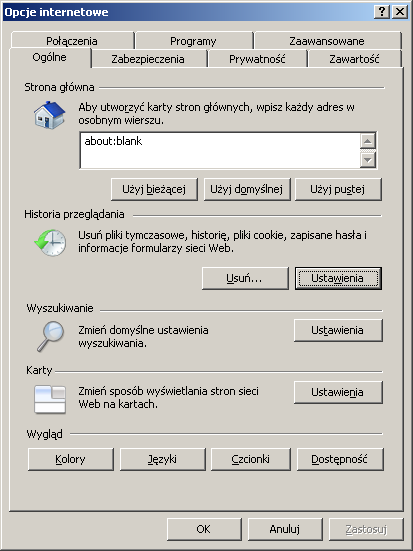 Opcje internetowe
Połączenia Programy Zaawansowane
Ogólne Zabezpieczenia Prywatność Zawartość
Strona główna
Aby utworzyć karty stron głównych, wpisz każdy adres w
osobnym wierszu.
about:blank
Użyj bieżącej Użyj domyślnej Użyj pustej
Historia przeglądania
Usuń pliki tymczasowe, historię, pliki cookie, zapisane hasła i
informacje formularzy sieci Web.
Usuń... Ustawienia
Wyszukiwanie
Zmień domyślne ustawienia
wyszukiwania.
Ustawienia
Karty
Zmień sposób wyświetlania stron sieci
Web na kartach.
Ustawienia
Wygląd
Kolory Języki Czcionki Dostępność
OK Anuluj Zastosuj